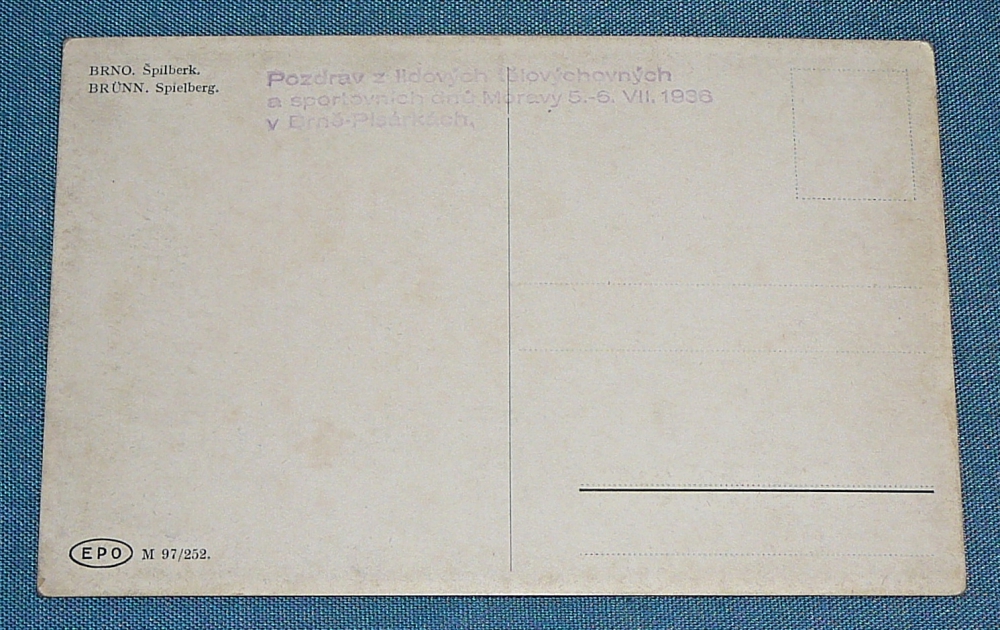 BRNO. Špilberk.
BRÜNN. Spielberg.
Pozdrav z lidových tělovýchovných
a sportovních dnů Moravy 5.-6. VII. 1936
v Brně-Pisárkách.
EPO M 97/252.